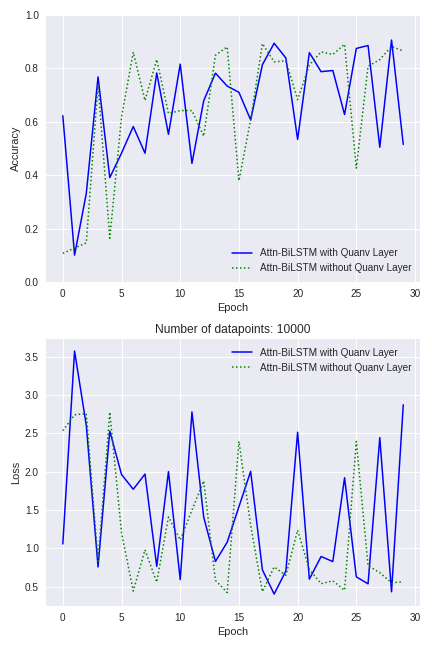 1.0
0.8
0.6
0.4
0.2
0.0
Accuracy
Attn-BiLSTM with Quanv Layer
Attn-BiLSTM without Quanv Layer
0 5 10 15 20 25 30
Epoch
Number of datapoints: 10000
3.5
3.0
2.5
2.0
1.5
1.0
0.5
Loss
Attn-BiLSTM with Quanv Layer
Attn-BiLSTM without Quanv Layer
0 5 10 15 20 25 30
Epoch